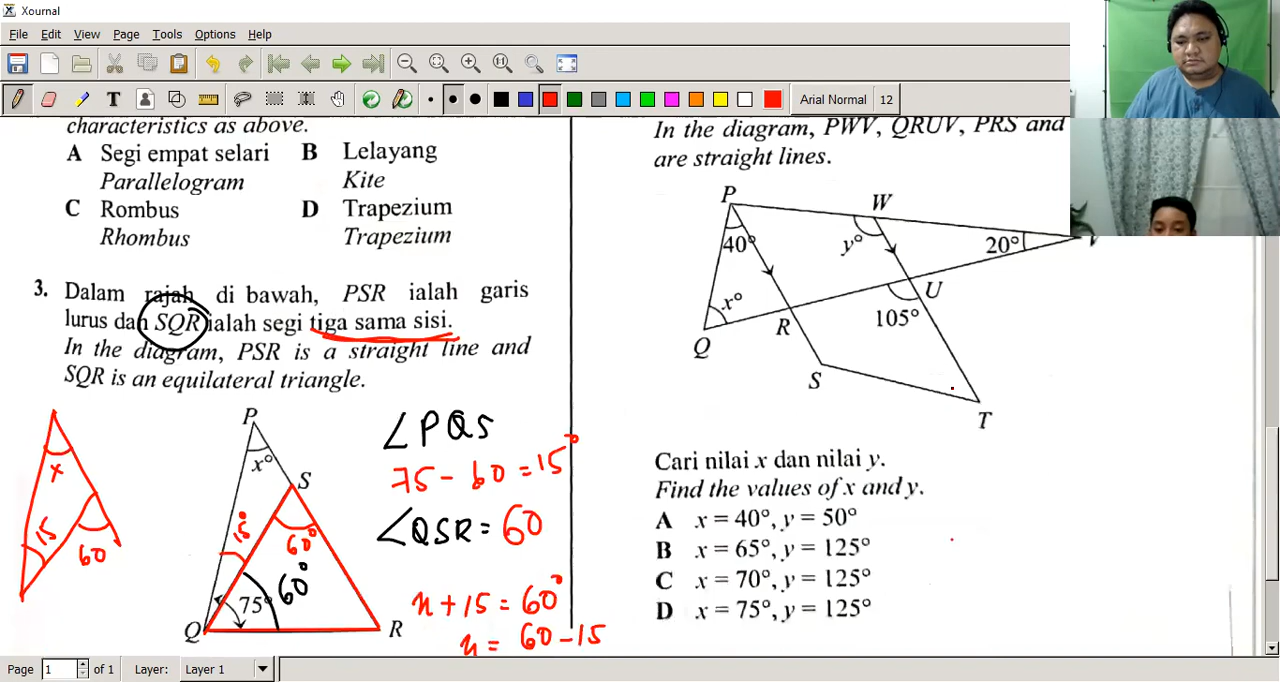 Xournal
File Edit View Page Tools Options Help
Arial Normal 12
characteristics as above.
A Segi empat selari B Lelayang
Parallelogram Kite
C Rombus D Trapezium
Rhombus Trapezium
3. Dalam rajah di bawah, PSR ialah garis
lurus dan SQR ialah segi tiga sama sisi.
In the diagram, PSR is a straight line and
SQR is an equilateral triangle.
x
15
60
P
x°
S
15°
60°
60°
75°
Q
R
∠PQS
75 - 60 = 15°
∠QSR = 60
x + 15 = 60°
x = 60 - 15
In the diagram, PWV, QRUV, PRS and
are straight lines.
P
W
40°
y°
20°
x°
U
R
105°
Q
S
T
Cari nilai x dan nilai y.
Find the values of x and y.
A x = 40°, y = 50°
B x = 65°, y = 125°
C x = 70°, y = 125°
D x = 75°, y = 125°
Page 1 of 1 Layer: Layer 1